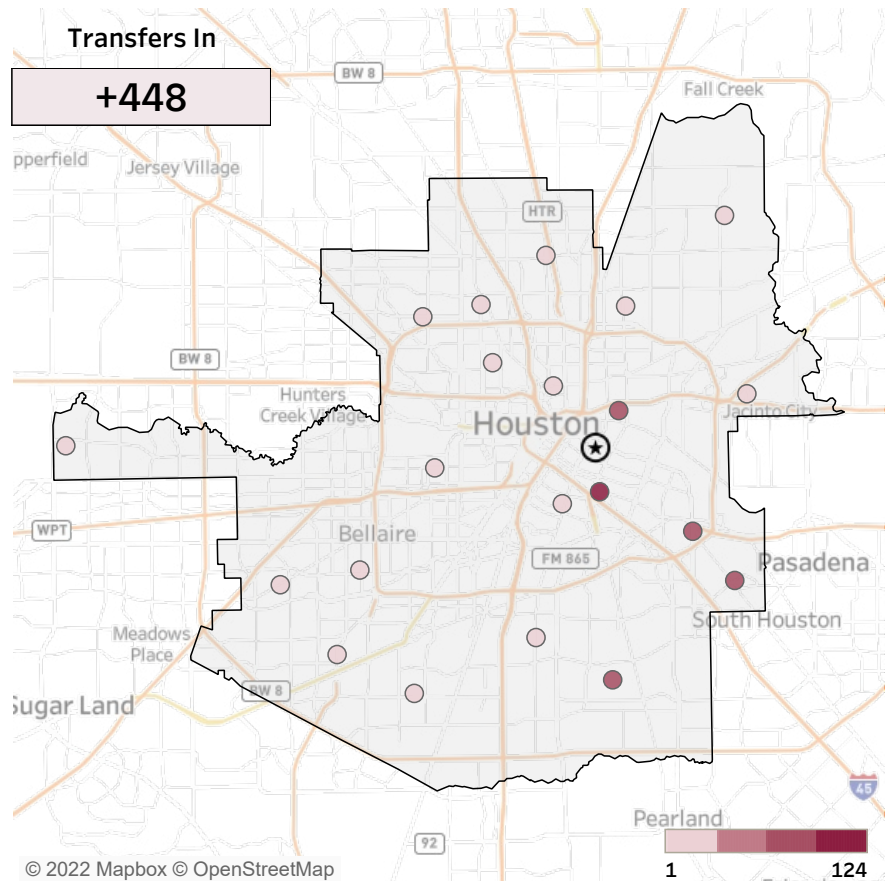 Transfers In
+448
BW 8
Fall Creek
pperfield
Jersey Village
HTR
BW 8
Hunters
Creek Village
Jacinto City
Houston
WPT
Bellaire
FM 865
Pasadena
South Houston
Meadows
Place
BW 8
Sugar Land
45
Pearland
92
1
124
© 2022 Mapbox © OpenStreetMap